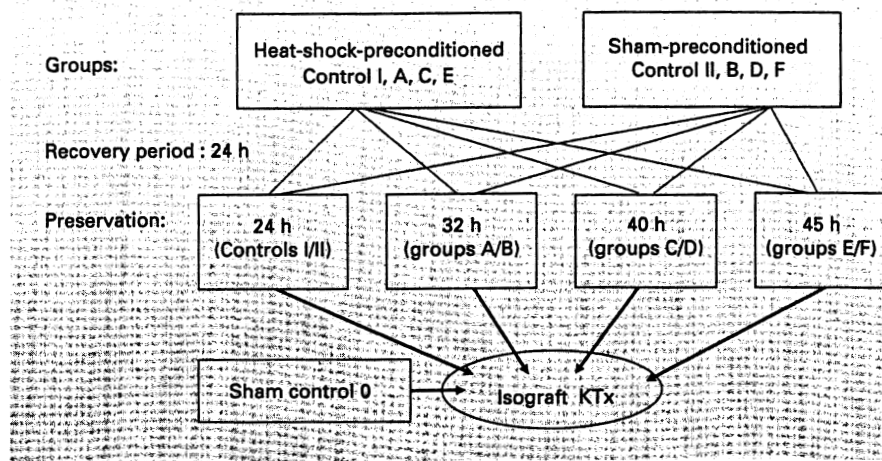 Groups:
Heat-shock-preconditioned
Control I, A, C, E
Sham-preconditioned
Control II, B, D, F
Recovery period : 24 h
Preservation:
24 h
(Controls I/II)
32 h
(groups A/B)
40 h
(groups C/D)
45 h
(groups E/F)
Sham control 0
Isograft KTx